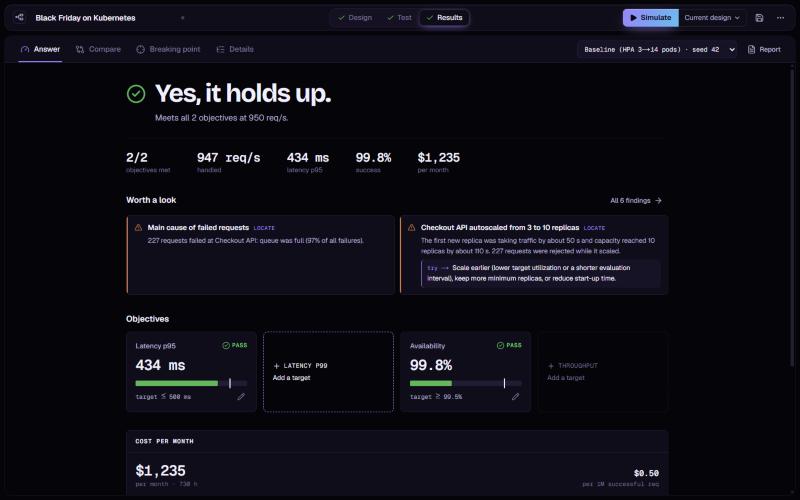 Black Friday on Kubernetes
Design
Test
Results
Simulate
Current design
Answer
Compare
Breaking point
Details
Baseline (HPA 3→14 pods) · seed 42
Report
Yes, it holds up.
Meets all 2 objectives at 950 req/s.
2/2
objectives met
947 req/s
handled
434 ms
latency p95
99.8%
success
$1,235
per month
Worth a look
All 6 findings →
Main cause of failed requests LOCATE
227 requests failed at Checkout API: queue was full (97% of all failures).
Checkout API autoscaled from 3 to 10 replicas LOCATE
The first new replica was taking traffic by about 50 s and capacity reached 10
replicas by about 110 s. 227 requests were rejected while it scaled.
try → Scale earlier (lower target utilization or a shorter evaluation
interval), keep more minimum replicas, or reduce start-up time.
Objectives
Latency p95
PASS
434 ms
target ≤ 500 ms
+ LATENCY P99
Add a target
Availability
PASS
99.8%
target ≥ 99.5%
+ THROUGHPUT
Add a target
COST PER MONTH
$1,235
per month · 730 h
$0.50
per 1M successful req